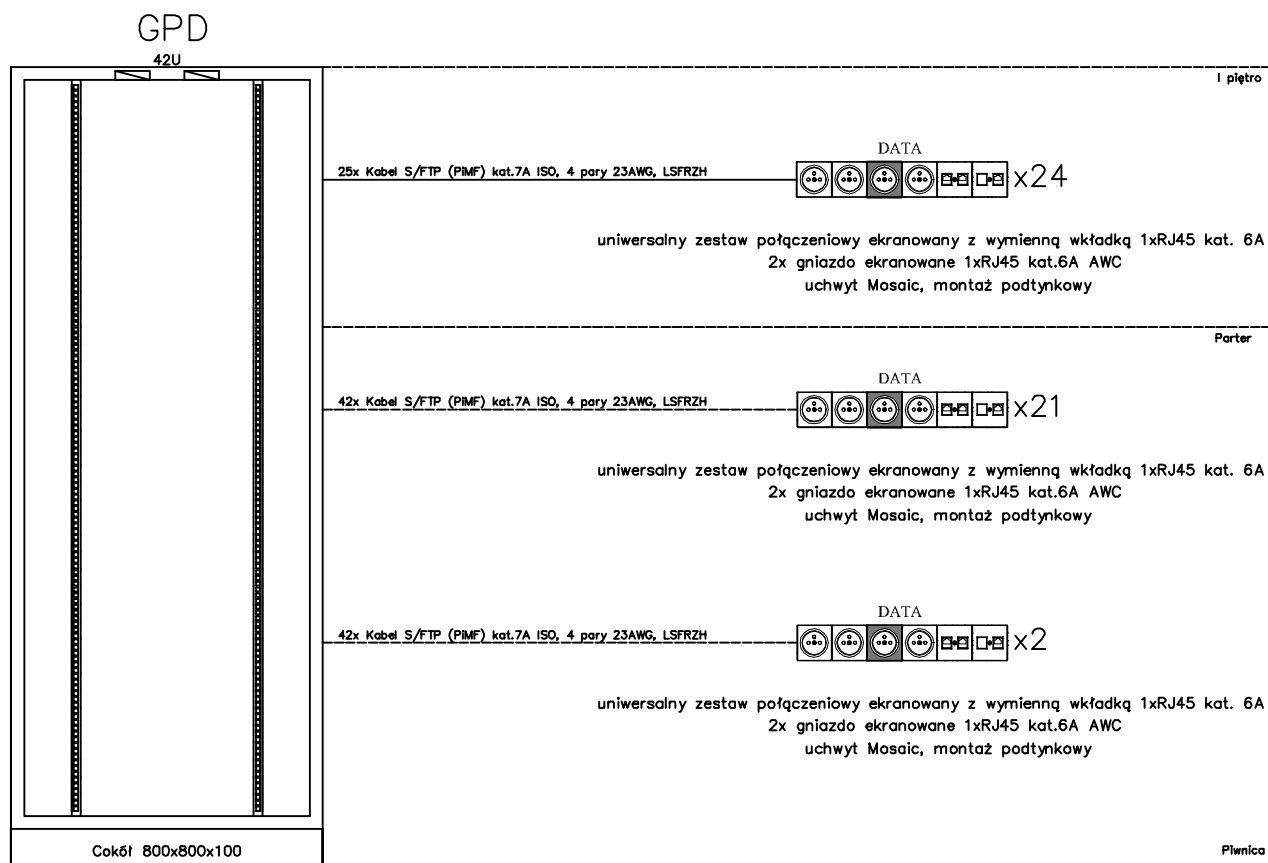 GPD
42U
I piętro
DATA
25x Kabel S/FTP (PiMF) kat.7A ISO, 4 pary 23AWG, LSFRZH
x24
uniwersalny zestaw połączeniowy ekranowany z wymienną wkładką 1xRJ45 kat. 6A
2x gniazdo ekranowane 1xRJ45 kat.6A AWC
uchwyt Mosaic, montaż podtynkowy
Parter
DATA
42x Kabel S/FTP (PiMF) kat.7A ISO, 4 pary 23AWG, LSFRZH
x21
uniwersalny zestaw połączeniowy ekranowany z wymienną wkładką 1xRJ45 kat. 6A
2x gniazdo ekranowane 1xRJ45 kat.6A AWC
uchwyt Mosaic, montaż podtynkowy
DATA
42x Kabel S/FTP (PiMF) kat.7A ISO, 4 pary 23AWG, LSFRZH
x2
uniwersalny zestaw połączeniowy ekranowany z wymienną wkładką 1xRJ45 kat. 6A
2x gniazdo ekranowane 1xRJ45 kat.6A AWC
uchwyt Mosaic, montaż podtynkowy
Cokół 800x800x100
Piwnica